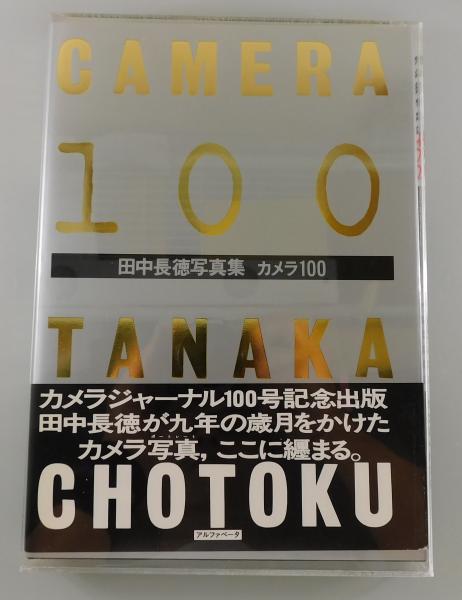 CAMERA
100
田中長徳写真集 カメラ100
TANAKA
カメラジャーナル100号記念出版
田中長徳が九年の歳月をかけた
カメラ写真，ここに纏まる。
CHOTOKU
アルファベータ